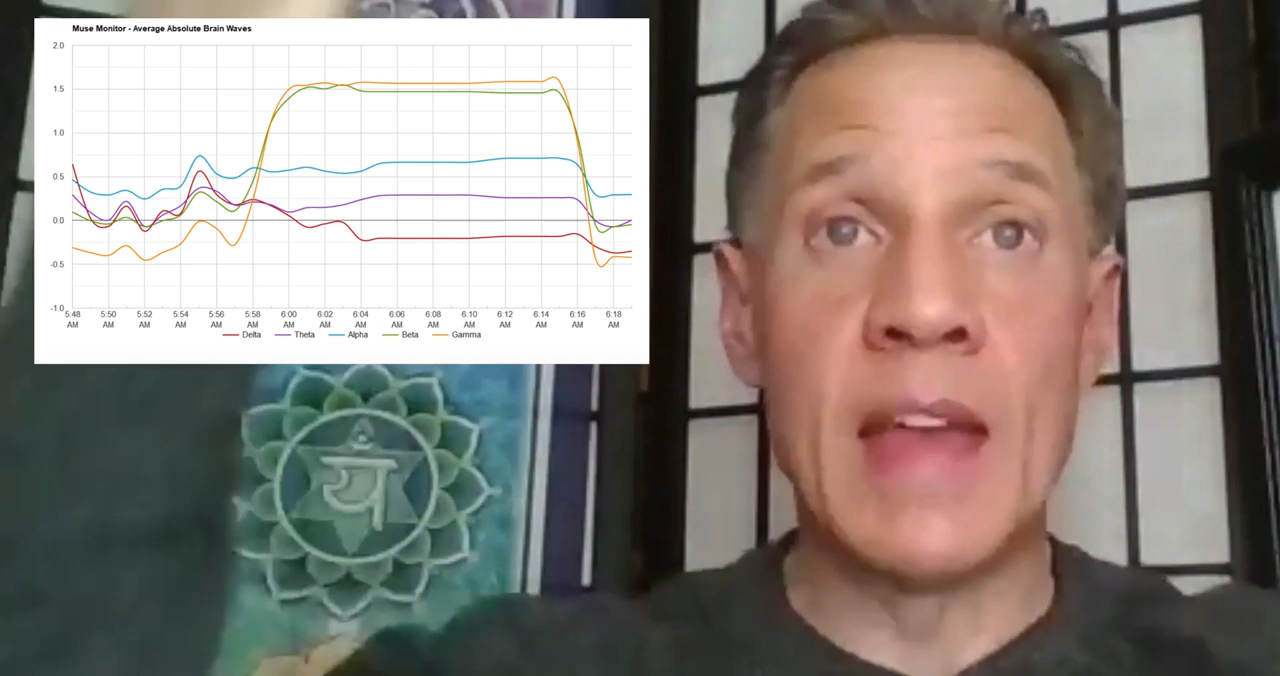 Muse Monitor - Average Absolute Brain Waves
2.0
1.5
1.0
0.5
0.0
-0.5
-1.0
5:48 AM 5:50 AM 5:52 AM 5:54 AM 5:56 AM 5:58 AM 6:00 AM 6:02 AM 6:04 AM 6:06 AM 6:08 AM 6:10 AM 6:12 AM 6:14 AM 6:16 AM 6:18 AM
Delta Theta Alpha Beta Gamma
यं